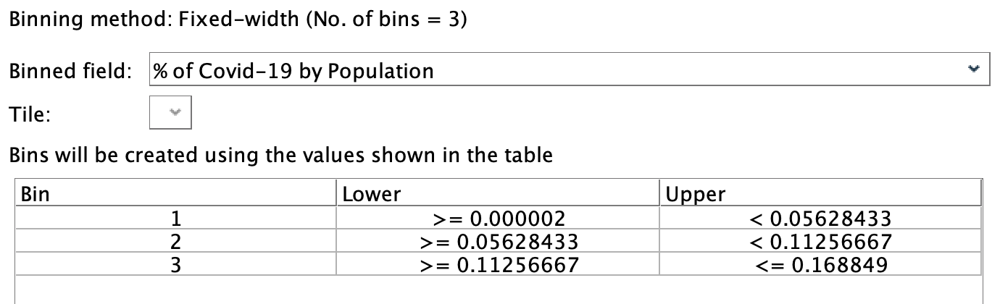 Binning method: Fixed-width (No. of bins = 3)
Binned field: % of Covid-19 by Population
Tile:
Bins will be created using the values shown in the table
Bin Lower Upper
1 >= 0.000002 < 0.05628433
2 >= 0.05628433 < 0.11256667
3 >= 0.11256667 <= 0.168849